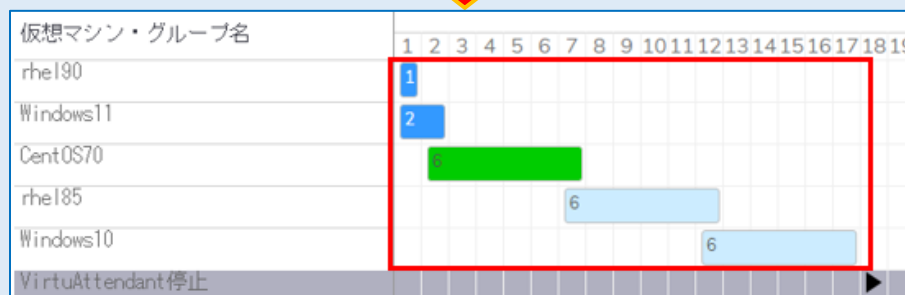 仮想マシン・グループ名
1 2 3 4 5 6 7 8 9 10 11 12 13 14 15 16 17 18 19
rhel90 1
Windows11 2
CentOS70 6
rhel85 6
Windows10 6
VirtuAttendant停止